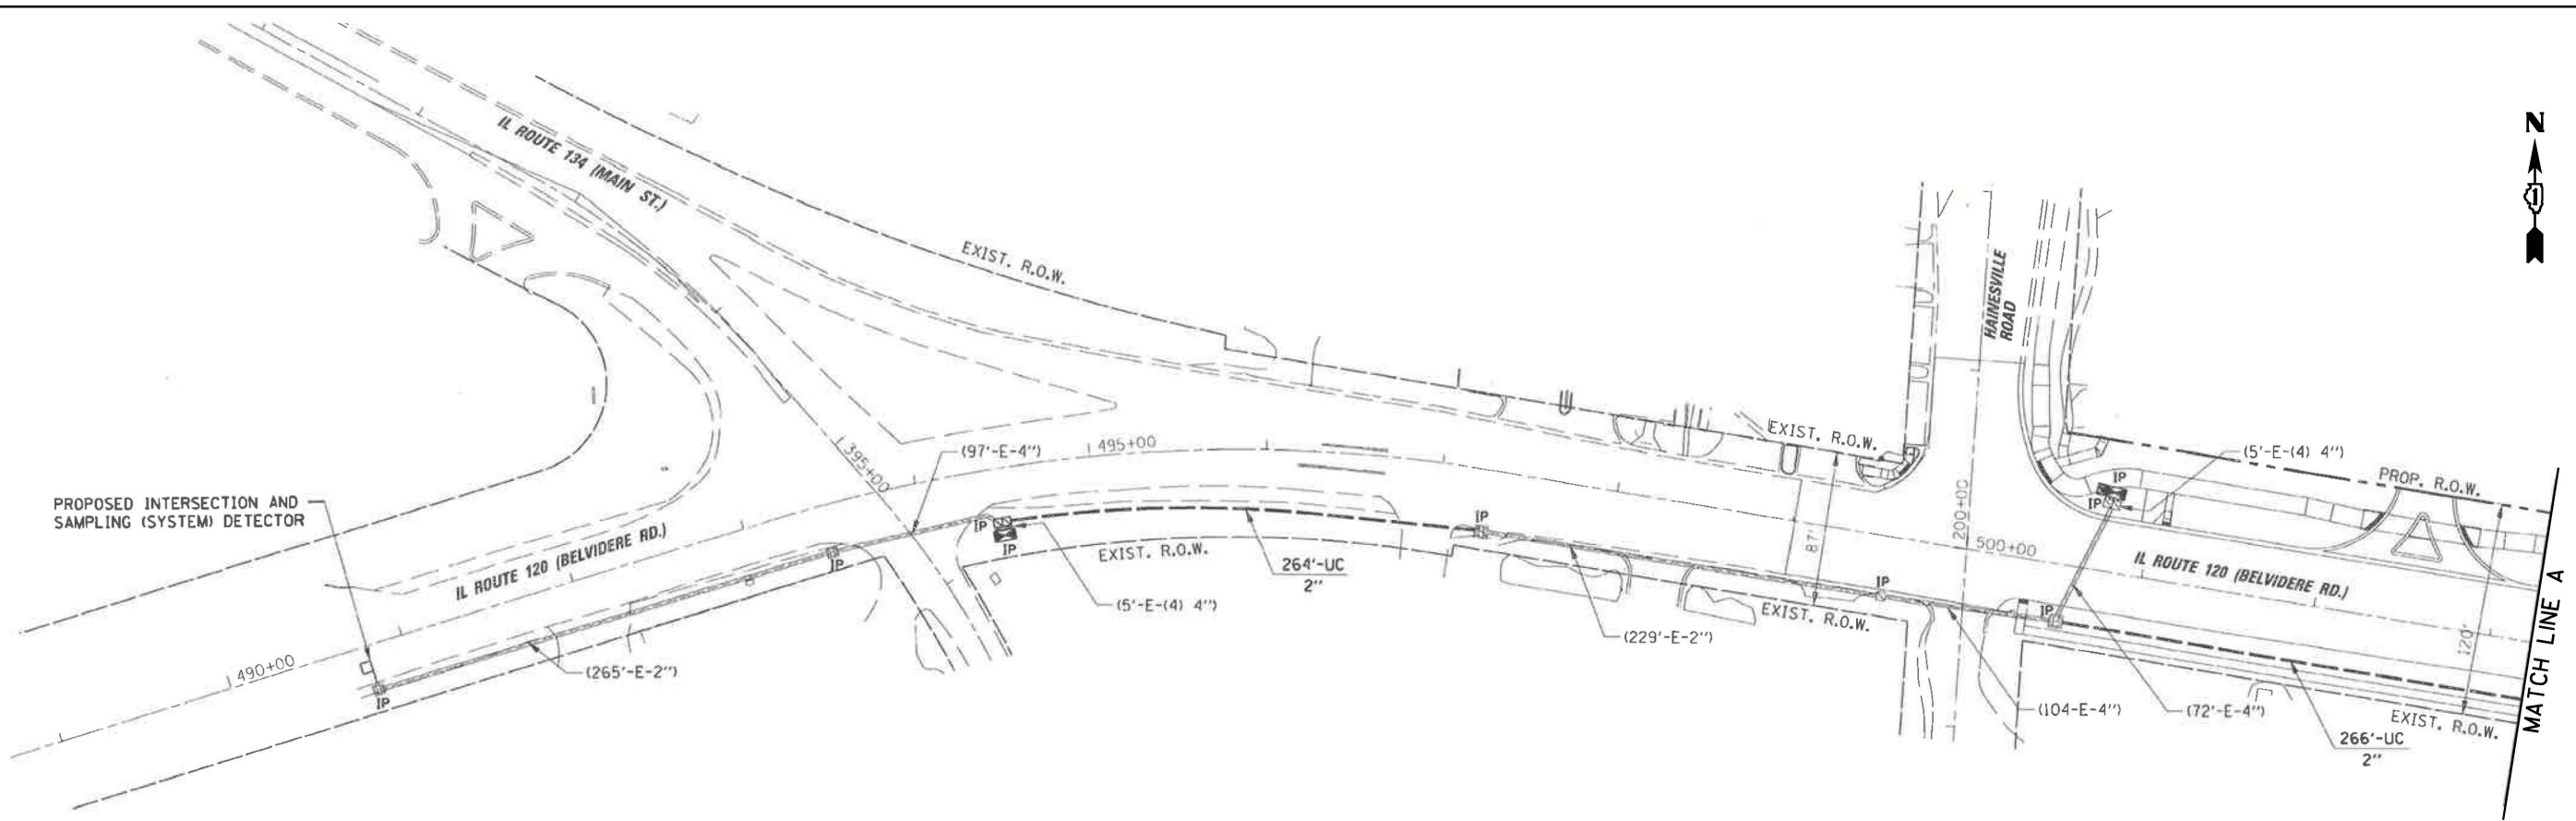 N
IL ROUTE 134 (MAIN ST.)
EXIST. R.O.W.
HAINESVILLE
ROAD
395+00
(97'-E-4")
495+00
EXIST. R.O.W.
(5'-E-(4) 4")
IP
IP
PROP. R.O.W.
PROPOSED INTERSECTION AND
SAMPLING (SYSTEM) DETECTOR
IL ROUTE 120 (BELVIDERE RD.)
IP
IP
IP
EXIST. R.O.W.
264'-UC
2"
(5'-E-(4) 4")
IP
87'
200+00
500+00
IL ROUTE 120 (BELVIDERE RD.)
490+00
IP
(265'-E-2")
(229'-E-2")
IP
EXIST. R.O.W.
IP
(104-E-4")
(72'-E-4")
120'
266'-UC
2"
EXIST. R.O.W.
MATCH LINE A